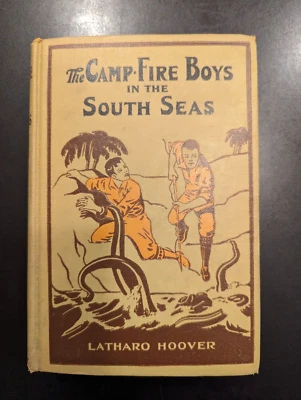 The CAMP-FIRE BOYS
IN THE
SOUTH SEAS
LATHARO HOOVER